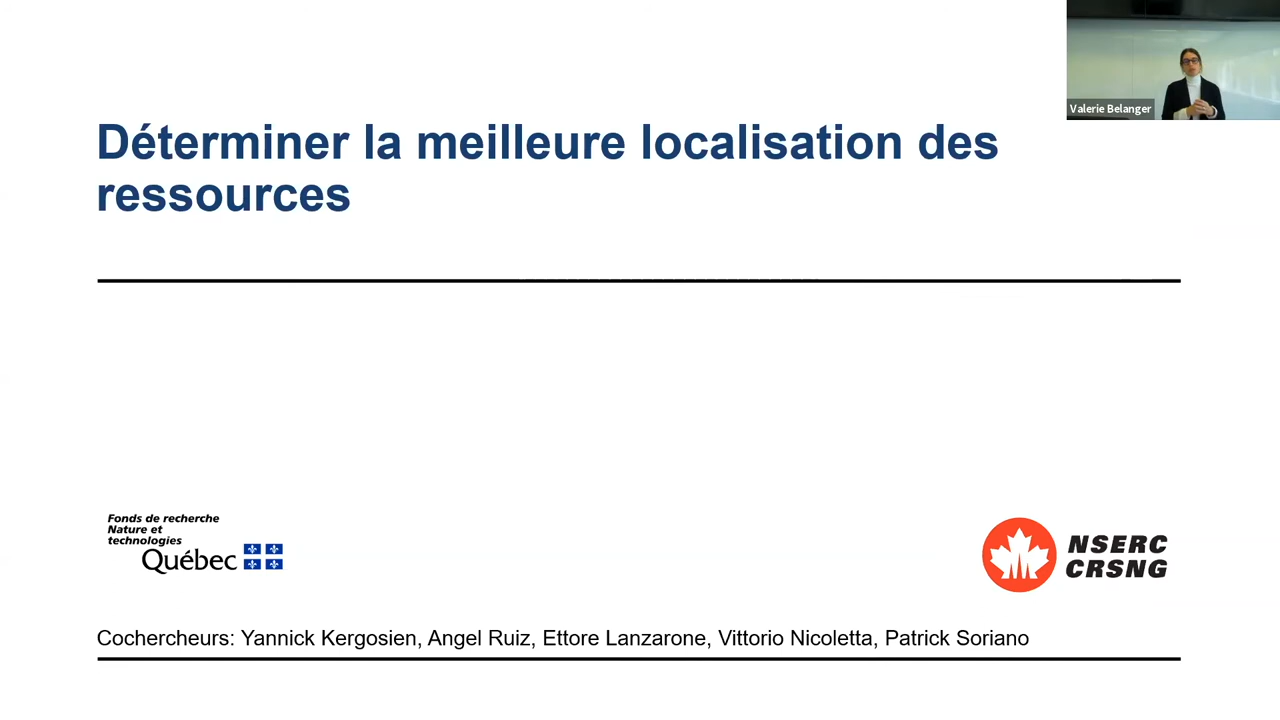 Valerie Belanger
Déterminer la meilleure localisation des
ressources
Fonds de recherche
Nature et
technologies
Québec
NSERC
CRSNG
Cochercheurs: Yannick Kergosien, Angel Ruiz, Ettore Lanzarone, Vittorio Nicoletta, Patrick Soriano